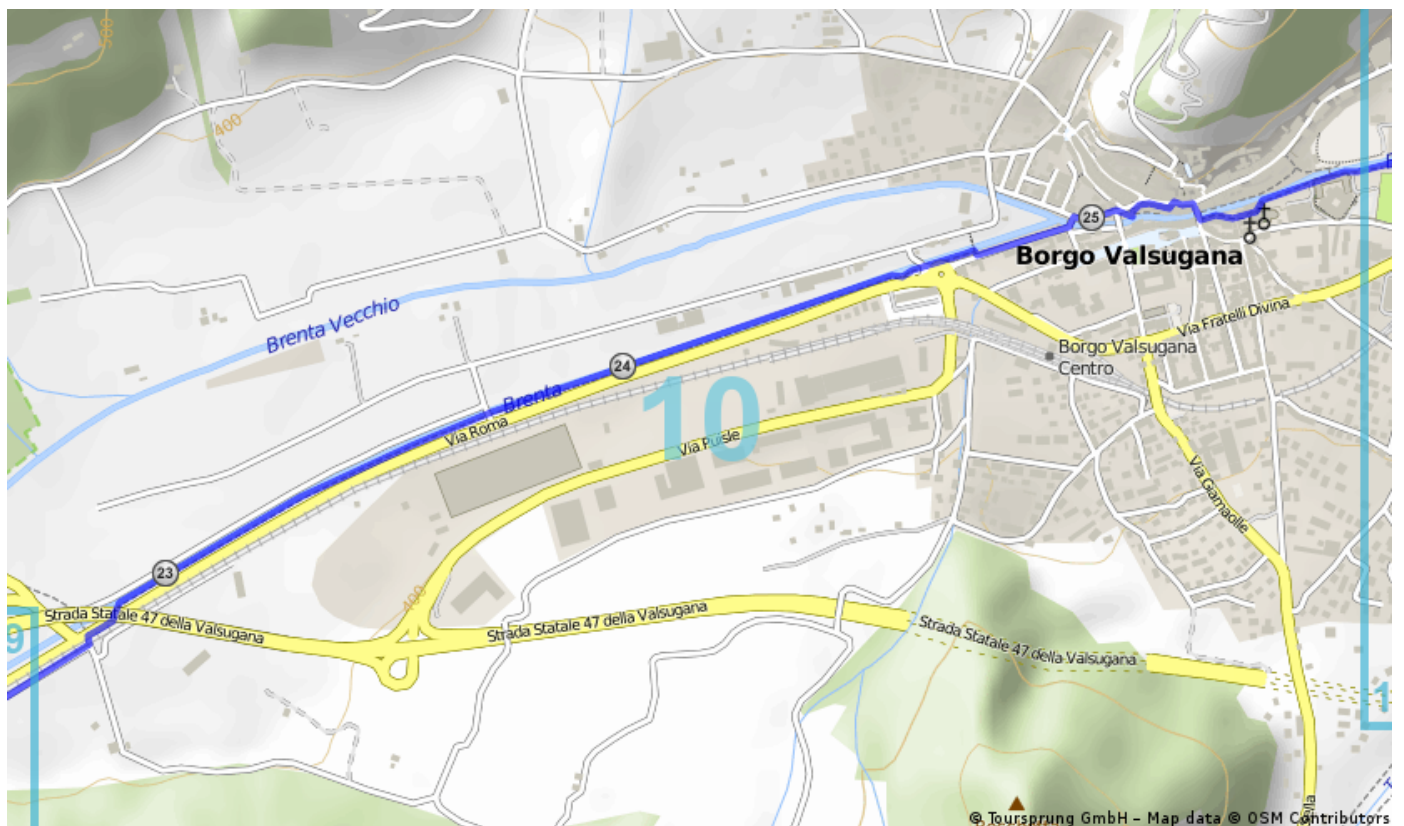 500
400
25
Borgo Valsugana
Via Fratelli Divina
Brenta Vecchio
Borgo Valsugana
Centro
24
10
Brenta
Via Roma
Via Puisle
Via Giamaolle
23
400
Strada Statale 47 della Valsugana
Strada Statale 47 della Valsugana
Strada Statale 47 della Valsugana
9
1
© Toursprung GmbH – Map data © OSM Contributors